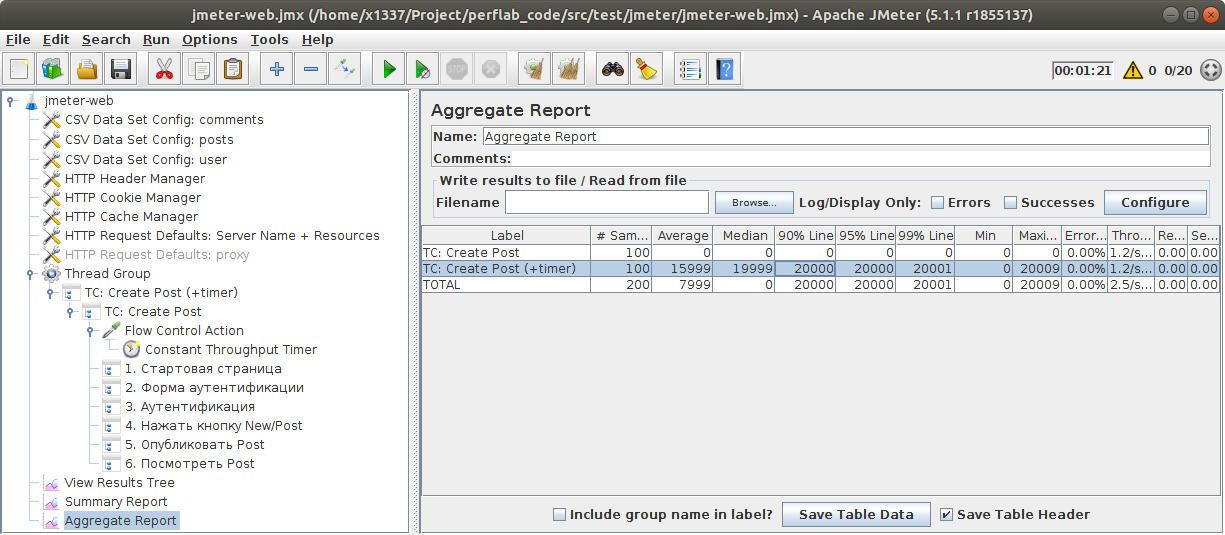 jmeter-web.jmx (/home/x1337/Project/perflab_code/src/test/jmeter/jmeter-web.jmx) - Apache JMeter (5.1.1 r1855137)
File Edit Search Run Options Tools Help
STOP 00:01:21 0 0/20
jmeter-web
CSV Data Set Config: comments
CSV Data Set Config: posts
CSV Data Set Config: user
HTTP Header Manager
HTTP Cookie Manager
HTTP Cache Manager
HTTP Request Defaults: Server Name + Resources
HTTP Request Defaults: proxy
Thread Group
TC: Create Post (+timer)
TC: Create Post
Flow Control Action
Constant Throughput Timer
1. Стартовая страница
2. Форма аутентификации
3. Аутентификация
4. Нажать кнопку New/Post
5. Опубликовать Post
6. Посмотреть Post
View Results Tree
Summary Report
Aggregate Report
Aggregate Report
Name: Aggregate Report
Comments:
Write results to file / Read from file
Filename Browse... Log/Display Only: Errors Successes Configure
Label # Sam... Average Median 90% Line 95% Line 99% Line Min Maxi... Error... Thro... Re... Se...
TC: Create Post 100 0 0 0 0 0 0 0 0.00% 1.2/s... 0.00 0.00
TC: Create Post (+timer) 100 15999 19999 20000 20000 20001 0 20009 0.00% 1.2/s... 0.00 0.00
TOTAL 200 7999 0 20000 20000 20001 0 20009 0.00% 2.5/s... 0.00 0.00
Include group name in label? Save Table Data Save Table Header